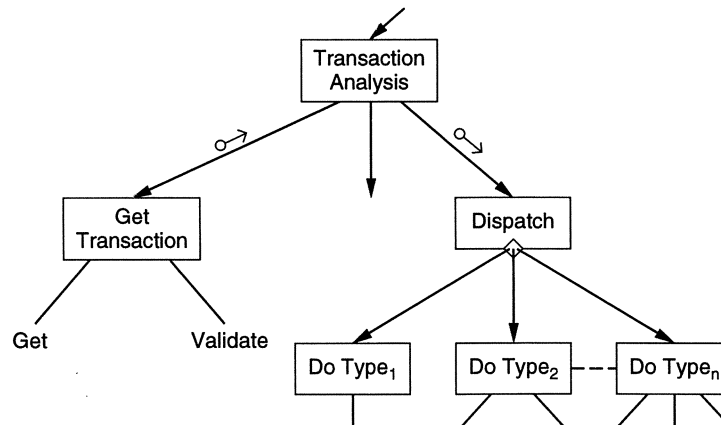 Transaction
Analysis
Get
Transaction
Dispatch
Get
Validate
Do Type₁
Do Type₂
Do Typeₙ